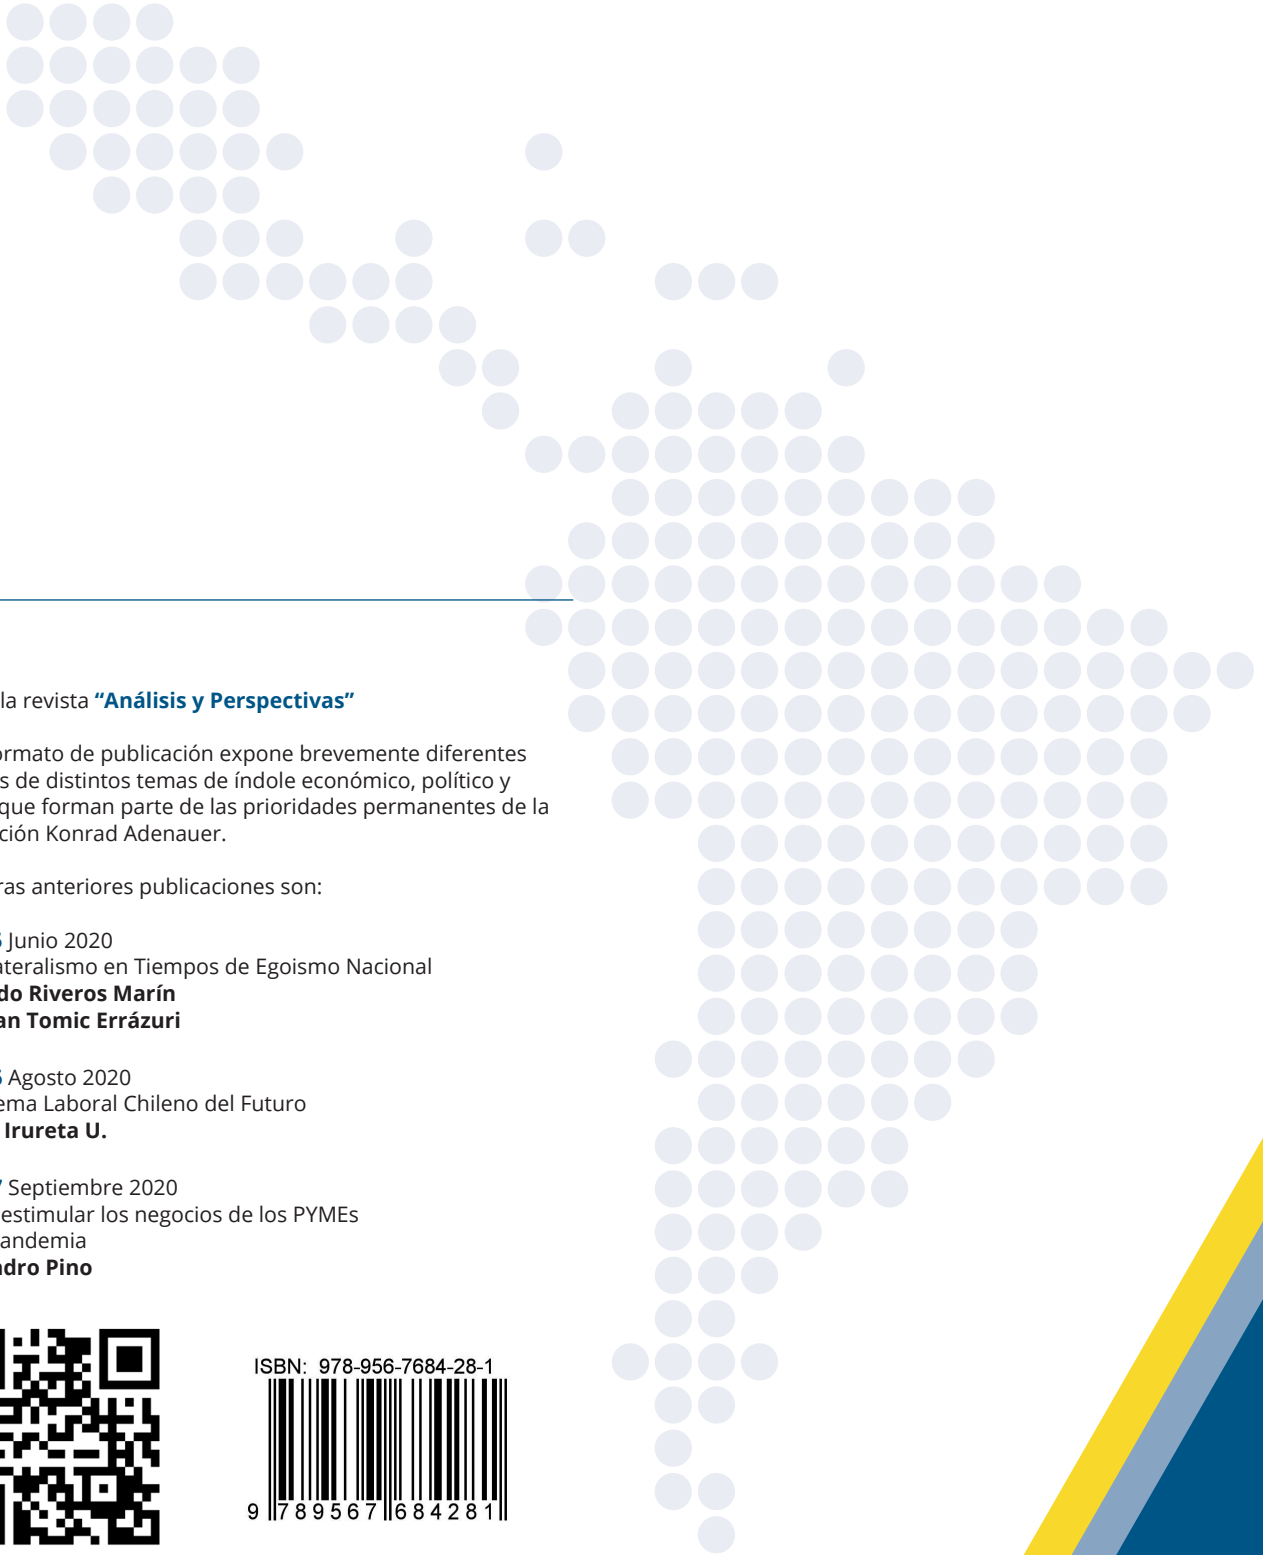 la revista “Análisis y Perspectivas”
ormato de publicación expone brevemente diferentes
s de distintos temas de índole económico, político y
que forman parte de las prioridades permanentes de la
ción Konrad Adenauer.
ras anteriores publicaciones son:
Junio 2020
ateralismo en Tiempos de Egoismo Nacional
do Riveros Marín
an Tomic Errázuri
Agosto 2020
ema Laboral Chileno del Futuro
Irureta U.
7 Septiembre 2020
estimular los negocios de los PYMEs
andemia
ndro Pino
ISBN: 978-956-7684-28-1
9 789567 684281